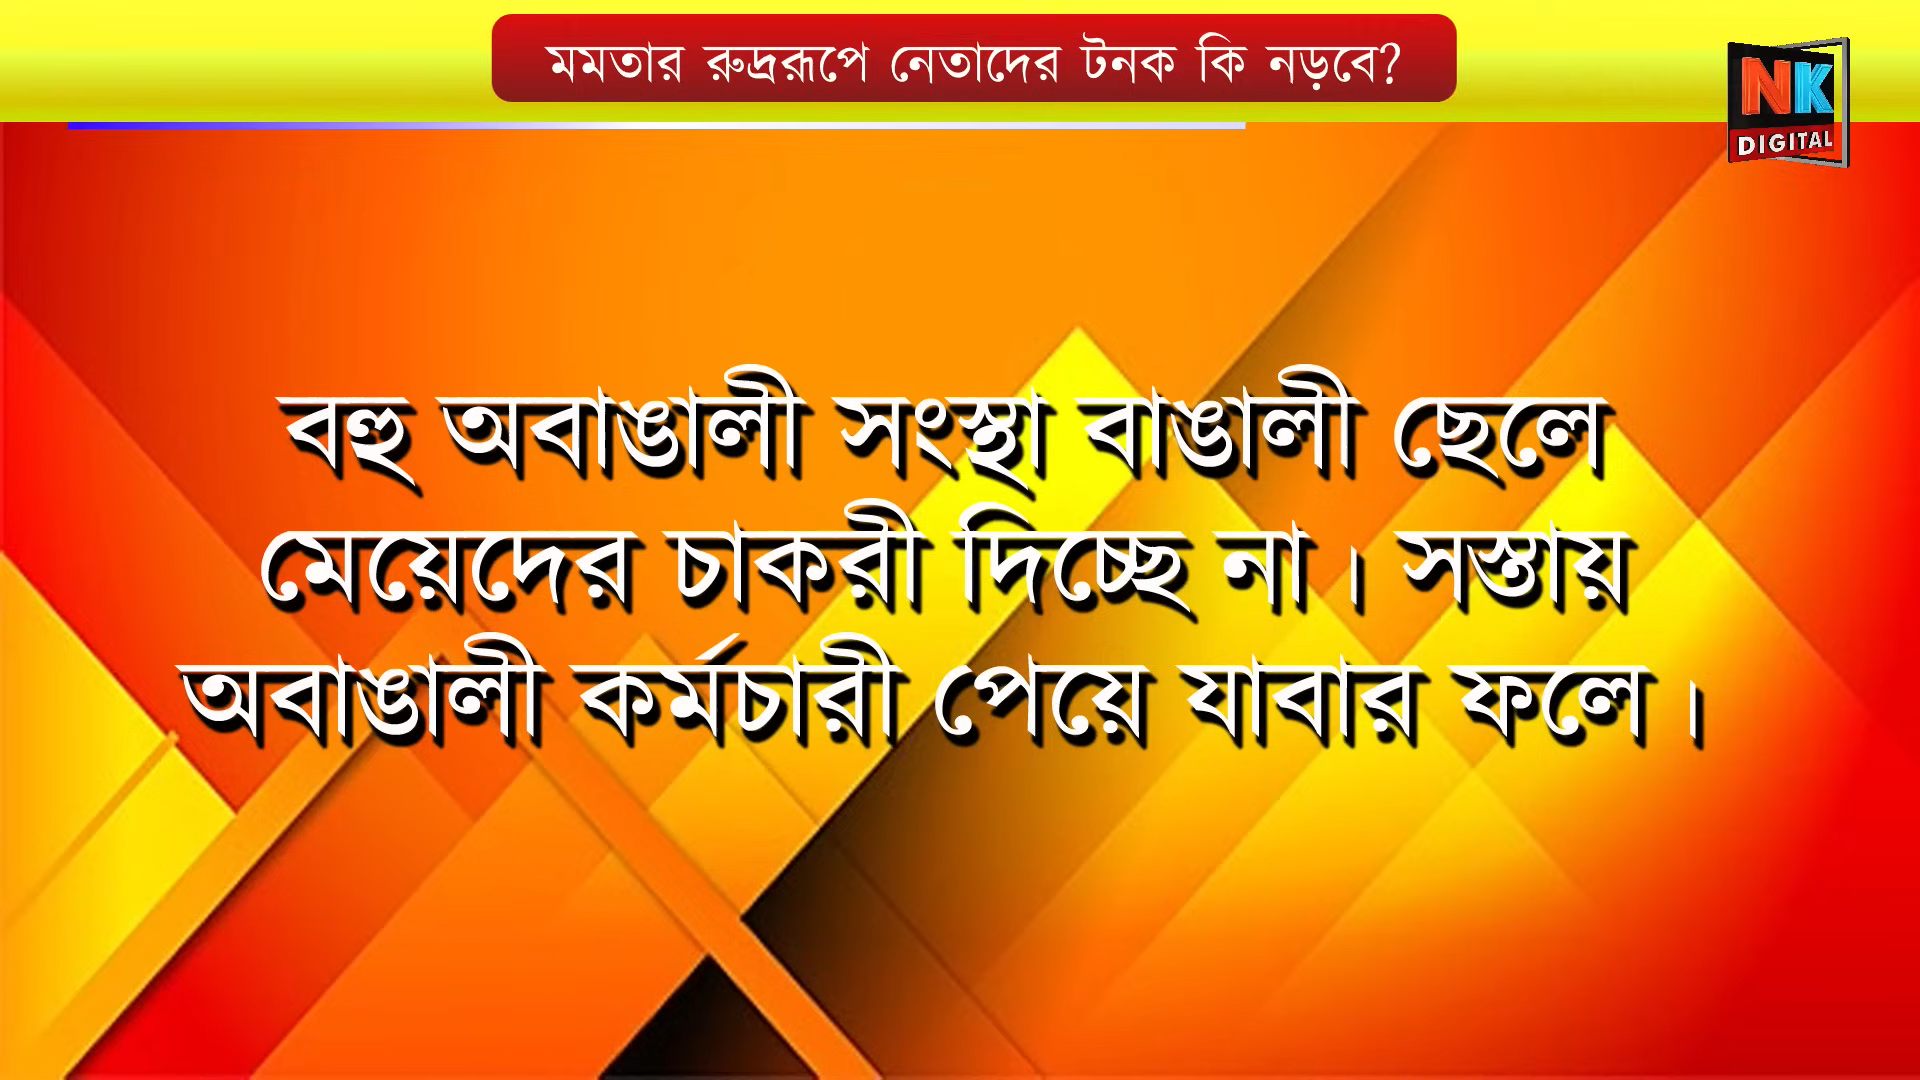 মমতার রুদ্ররূপে নেতাদের টনক কি নড়বে?
NK
DIGITAL
বহু অবাঙালী সংস্থা বাঙালী ছেলে
মেয়েদের চাকরী দিচ্ছে না। সস্তায়
অবাঙালী কর্মচারী পেয়ে যাবার ফলে।